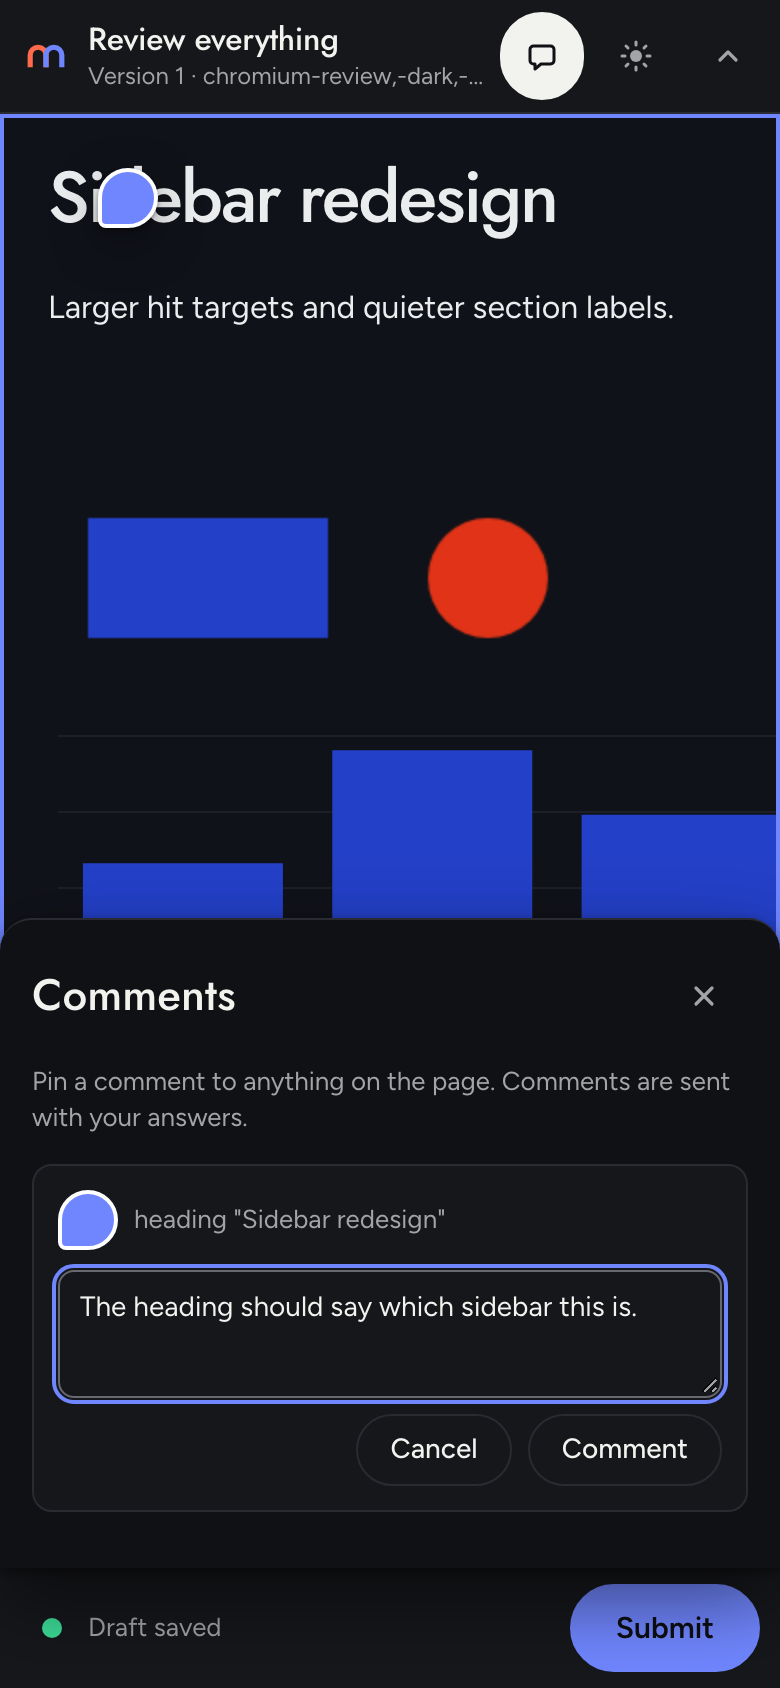 Review everything
Version 1 · chromium-review,-dark,-...
Sidebar redesign
Larger hit targets and quieter section labels.
Comments
Pin a comment to anything on the page. Comments are sent
with your answers.
heading "Sidebar redesign"
The heading should say which sidebar this is.
Cancel
Comment
Draft saved
Submit